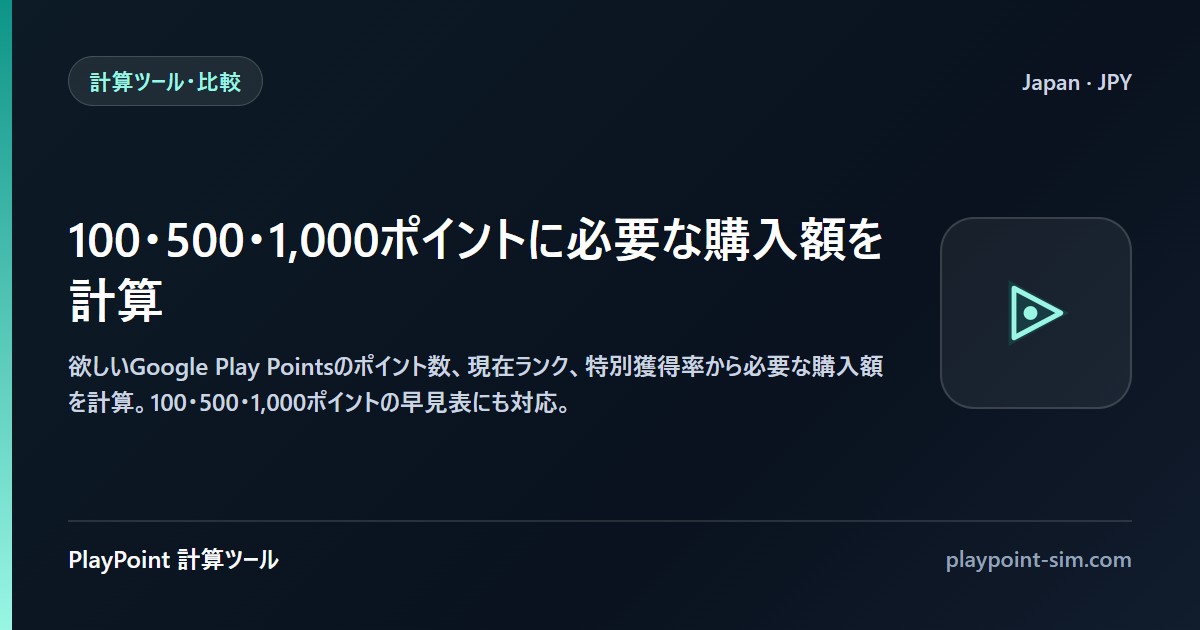 計算ツール・比較
Japan · JPY
100・500・1,000ポイントに必要な購入額を
計算
欲しいGoogle Play Pointsのポイント数、現在ランク、特別獲得率から必要な購入額
を計算。100・500・1,000ポイントの早見表にも対応。
PlayPoint 計算ツール
playpoint-sim.com